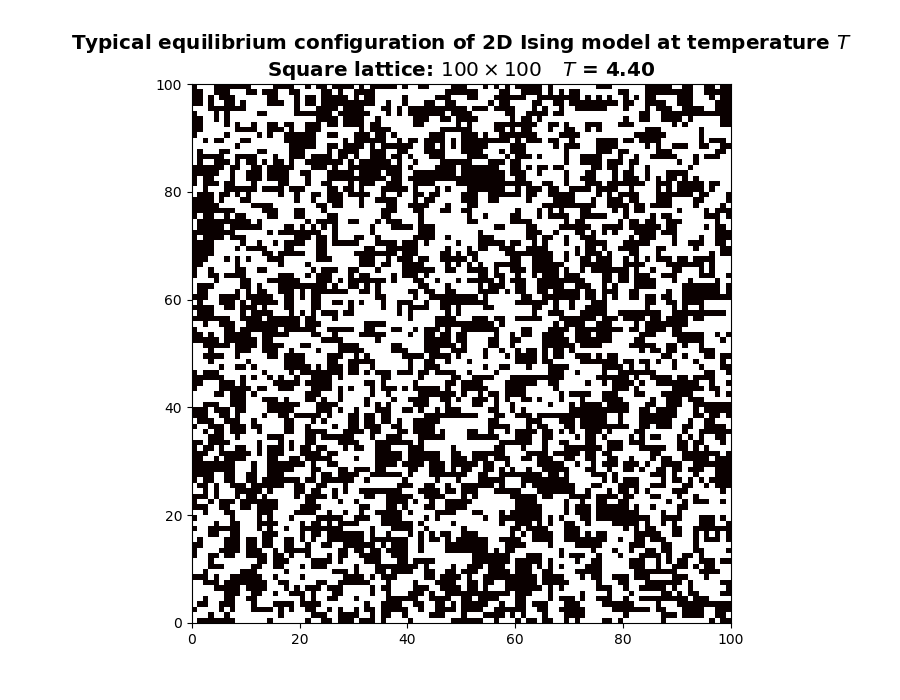 Typical equilibrium configuration of 2D Ising model at temperature T
Square lattice: 100 × 100 T = 4.40
100
80
60
40
20
0
0 20 40 60 80 100